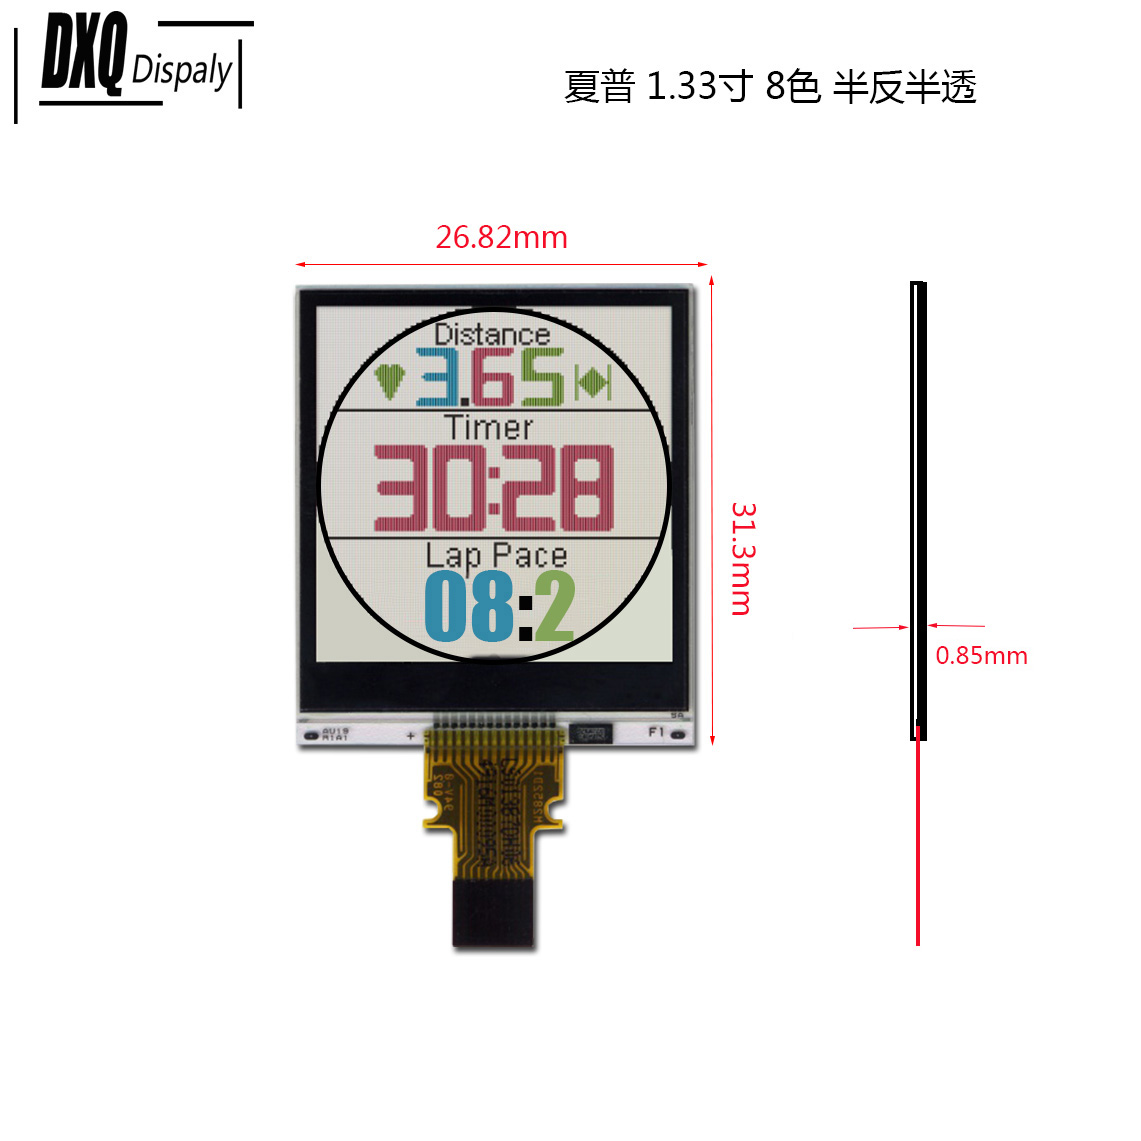 DXQ Dispaly
夏普 1.33寸 8色 半反半透
26.82mm
Distance
3.65
Timer
30:28
31.3mm
Lap Pace
08:2
0.85mm
F1